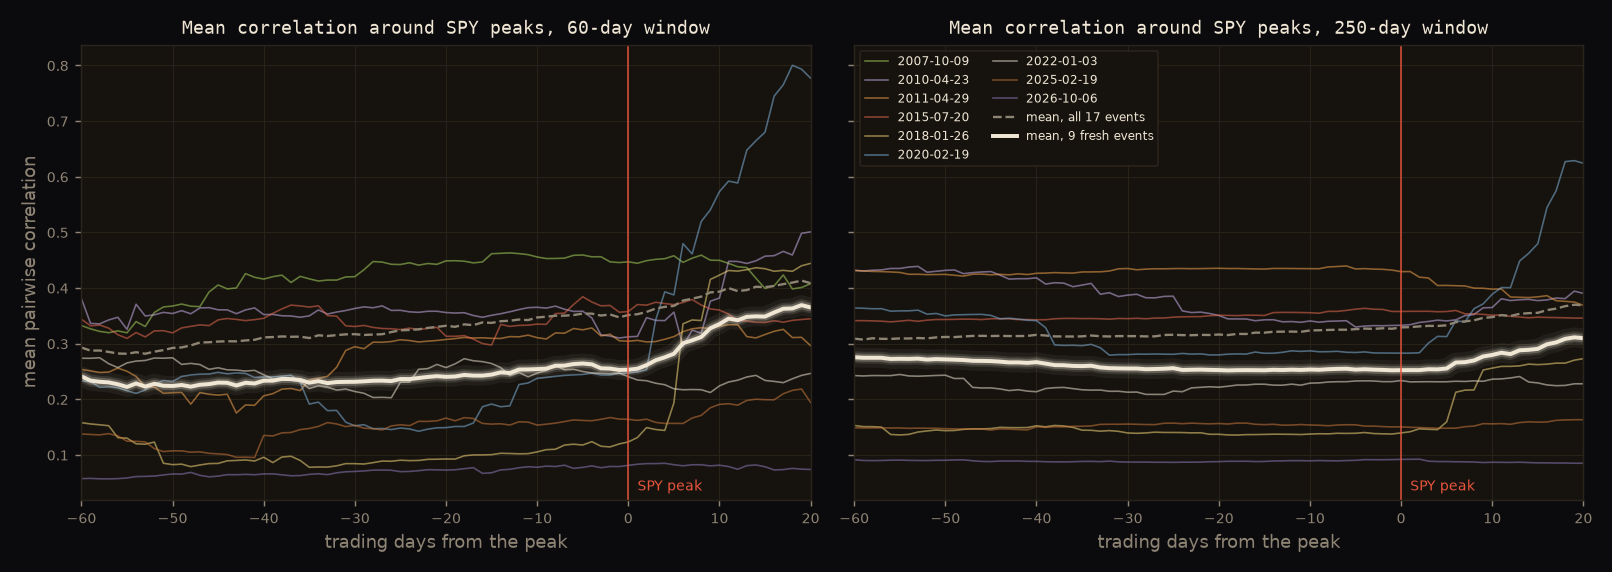 Mean correlation around SPY peaks, 60-day window
mean pairwise correlation
0.8
0.7
0.6
0.5
0.4
0.3
0.2
0.1
SPY peak
−60 −50 −40 −30 −20 −10 0 10 20
trading days from the peak
Mean correlation around SPY peaks, 250-day window
2007-10-09
2010-04-23
2011-04-29
2015-07-20
2018-01-26
2020-02-19
2022-01-03
2025-02-19
2026-10-06
mean, all 17 events
mean, 9 fresh events
SPY peak
−60 −50 −40 −30 −20 −10 0 10 20
trading days from the peak